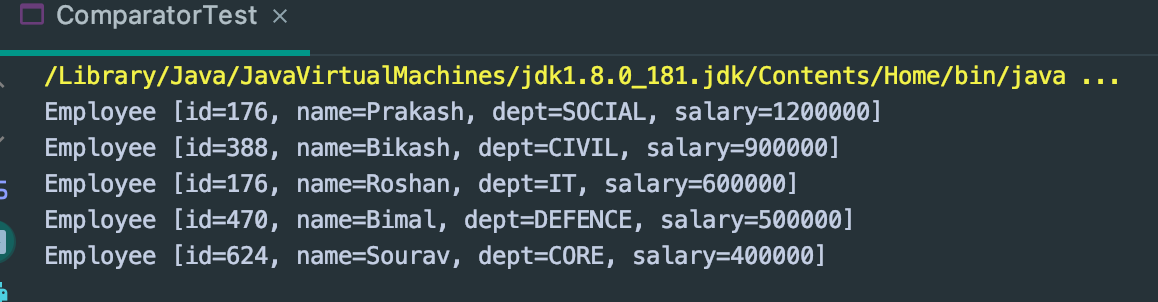 ComparatorTest ×
/Library/Java/JavaVirtualMachines/jdk1.8.0_181.jdk/Contents/Home/bin/java ...
Employee [id=176, name=Prakash, dept=SOCIAL, salary=1200000]
Employee [id=388, name=Bikash, dept=CIVIL, salary=900000]
Employee [id=176, name=Roshan, dept=IT, salary=600000]
Employee [id=470, name=Bimal, dept=DEFENCE, salary=500000]
Employee [id=624, name=Sourav, dept=CORE, salary=400000]